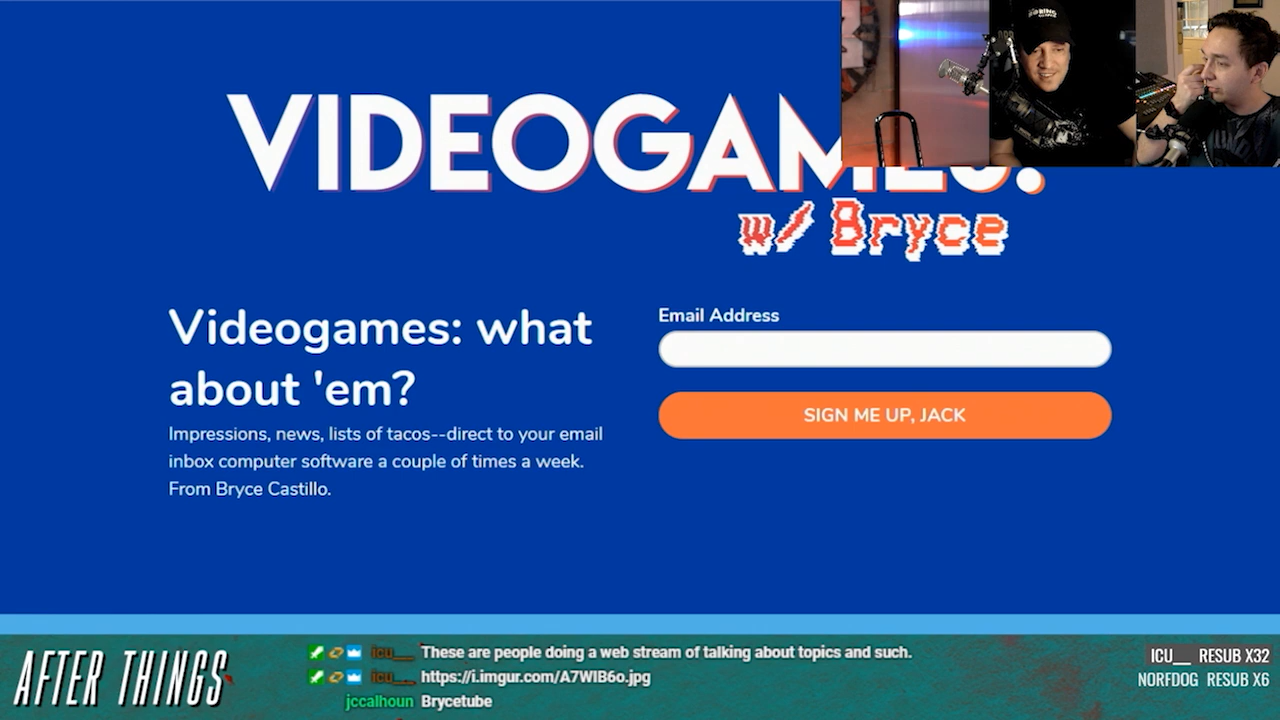 VIDEOGAMES!
w/ Bryce
Videogames: what
about 'em?
Impressions, news, lists of tacos--direct to your email
inbox computer software a couple of times a week.
From Bryce Castillo.
Email Address
SIGN ME UP, JACK
AFTER THINGS
icu__ These are people doing a web stream of talking about topics and such.
icu__ https://i.imgur.com/A7WIB6o.jpg
jccalhoun Brycetube
ICU__ RESUB X32
NORFDOG RESUB X6